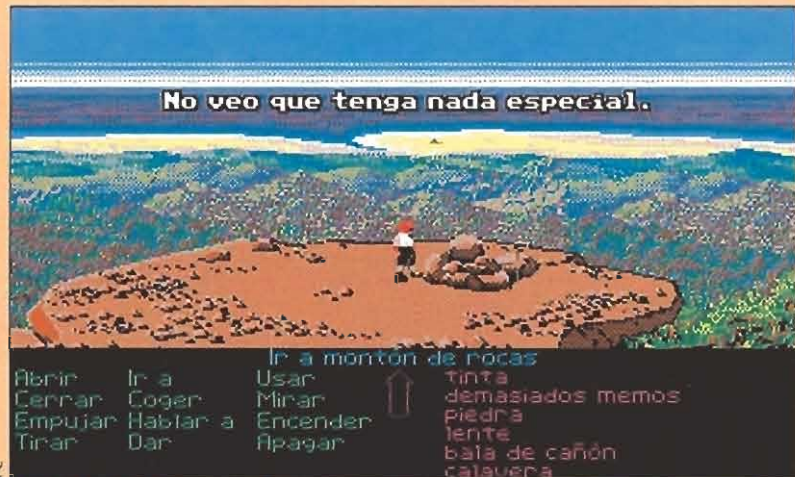 No veo que tenga nada especial.
Ir a montón de rocas
Abrir Ir a Usar tinta
Cerrar Coger Mirar demasiados memos
Empujar Hablar a Encender piedra
Tirar Dar Apagar lente
bala de cañón
calavera